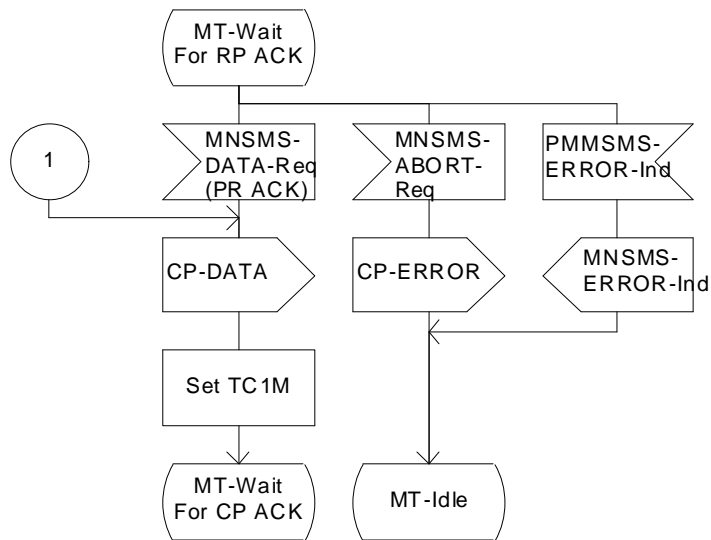 MT-Wait
For RP ACK
1
MNSMS-
DATA-Req
(PR ACK)
MNSMS-
ABORT-
Req
PMMSMS-
ERROR-Ind
CP-DATA
CP-ERROR
MNSMS-
ERROR-Ind
Set TC1M
MT-Wait
For CP ACK
MT-Idle